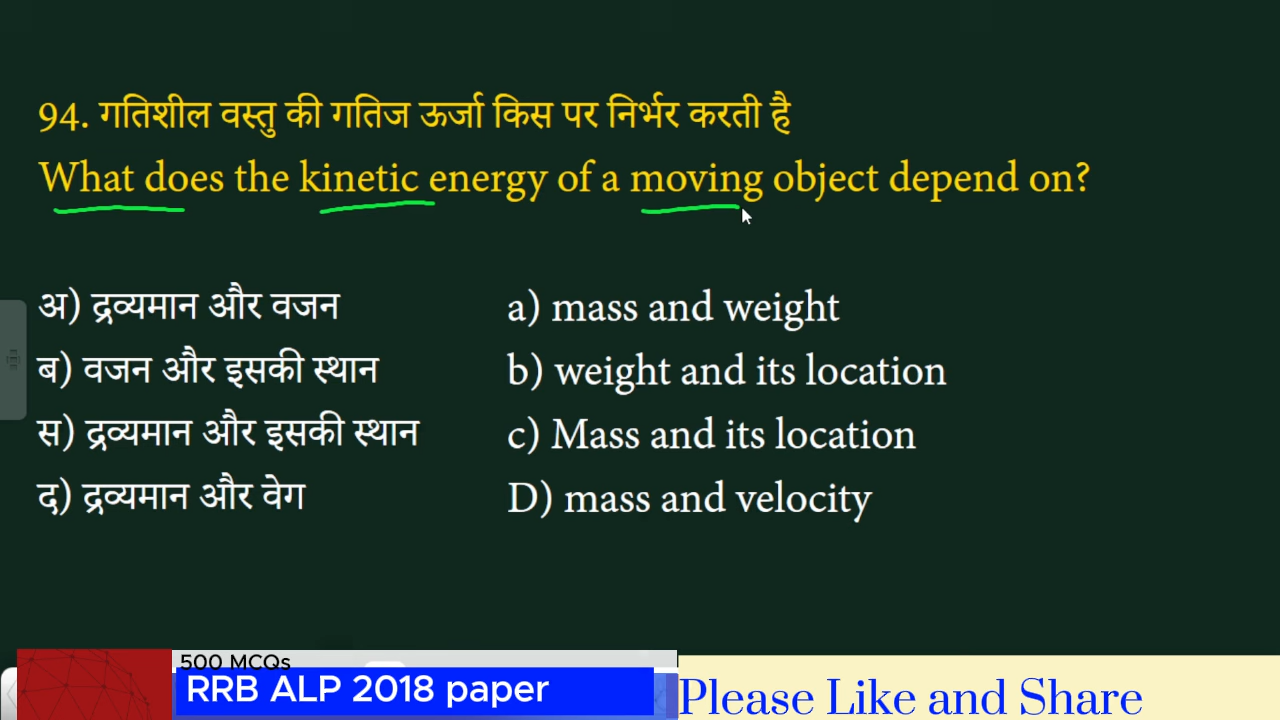 94. गतिशील वस्तु की गतिज ऊर्जा किस पर निर्भर करती है
What does the kinetic energy of a moving object depend on?
अ) द्रव्यमान और वजन
a) mass and weight
ब) वजन और इसकी स्थान
b) weight and its location
स) द्रव्यमान और इसकी स्थान
c) Mass and its location
द) द्रव्यमान और वेग
D) mass and velocity
500 MCQs
RRB ALP 2018 paper
Please Like and Share